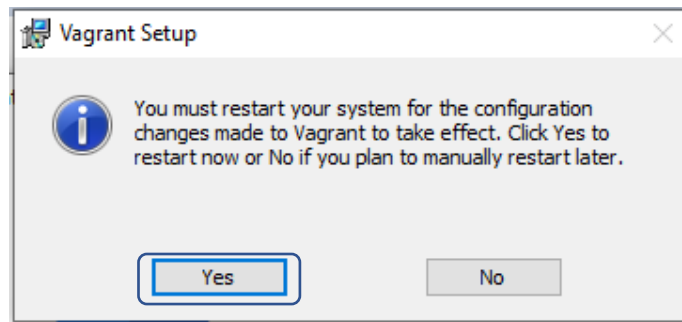 Vagrant Setup
You must restart your system for the configuration
changes made to Vagrant to take effect. Click Yes to
restart now or No if you plan to manually restart later.
Yes
No